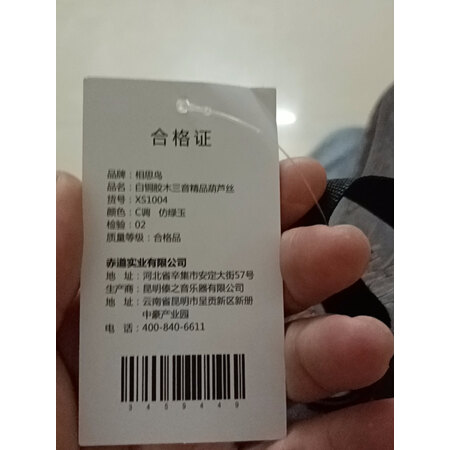 合格证
品牌：相思鸟
品名：白铜胶木三音精品葫芦丝
货号：XS1004
颜色：C调 仿绿玉
检验：02
质量等级：合格品
赤道实业有限公司
地 址：河北省辛集市安定大街57号
生产商：昆明傣之音乐器有限公司
地 址：云南省昆明市呈贡新区新册
中豪产业园
电 话：400-840-6611
3459449